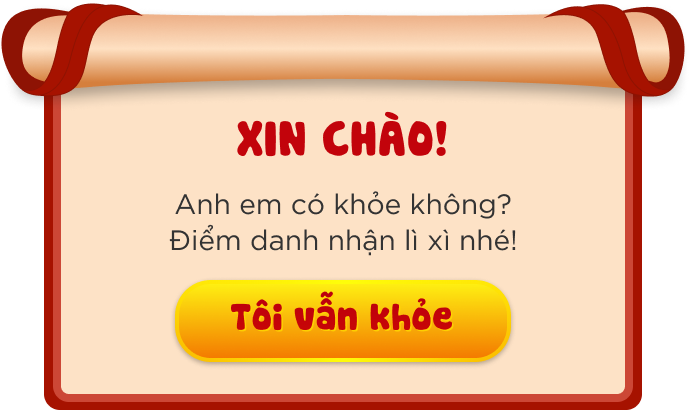 XIN CHÀO!
Anh em có khỏe không?
Điểm danh nhận lì xì nhé!
Tôi vẫn khỏe